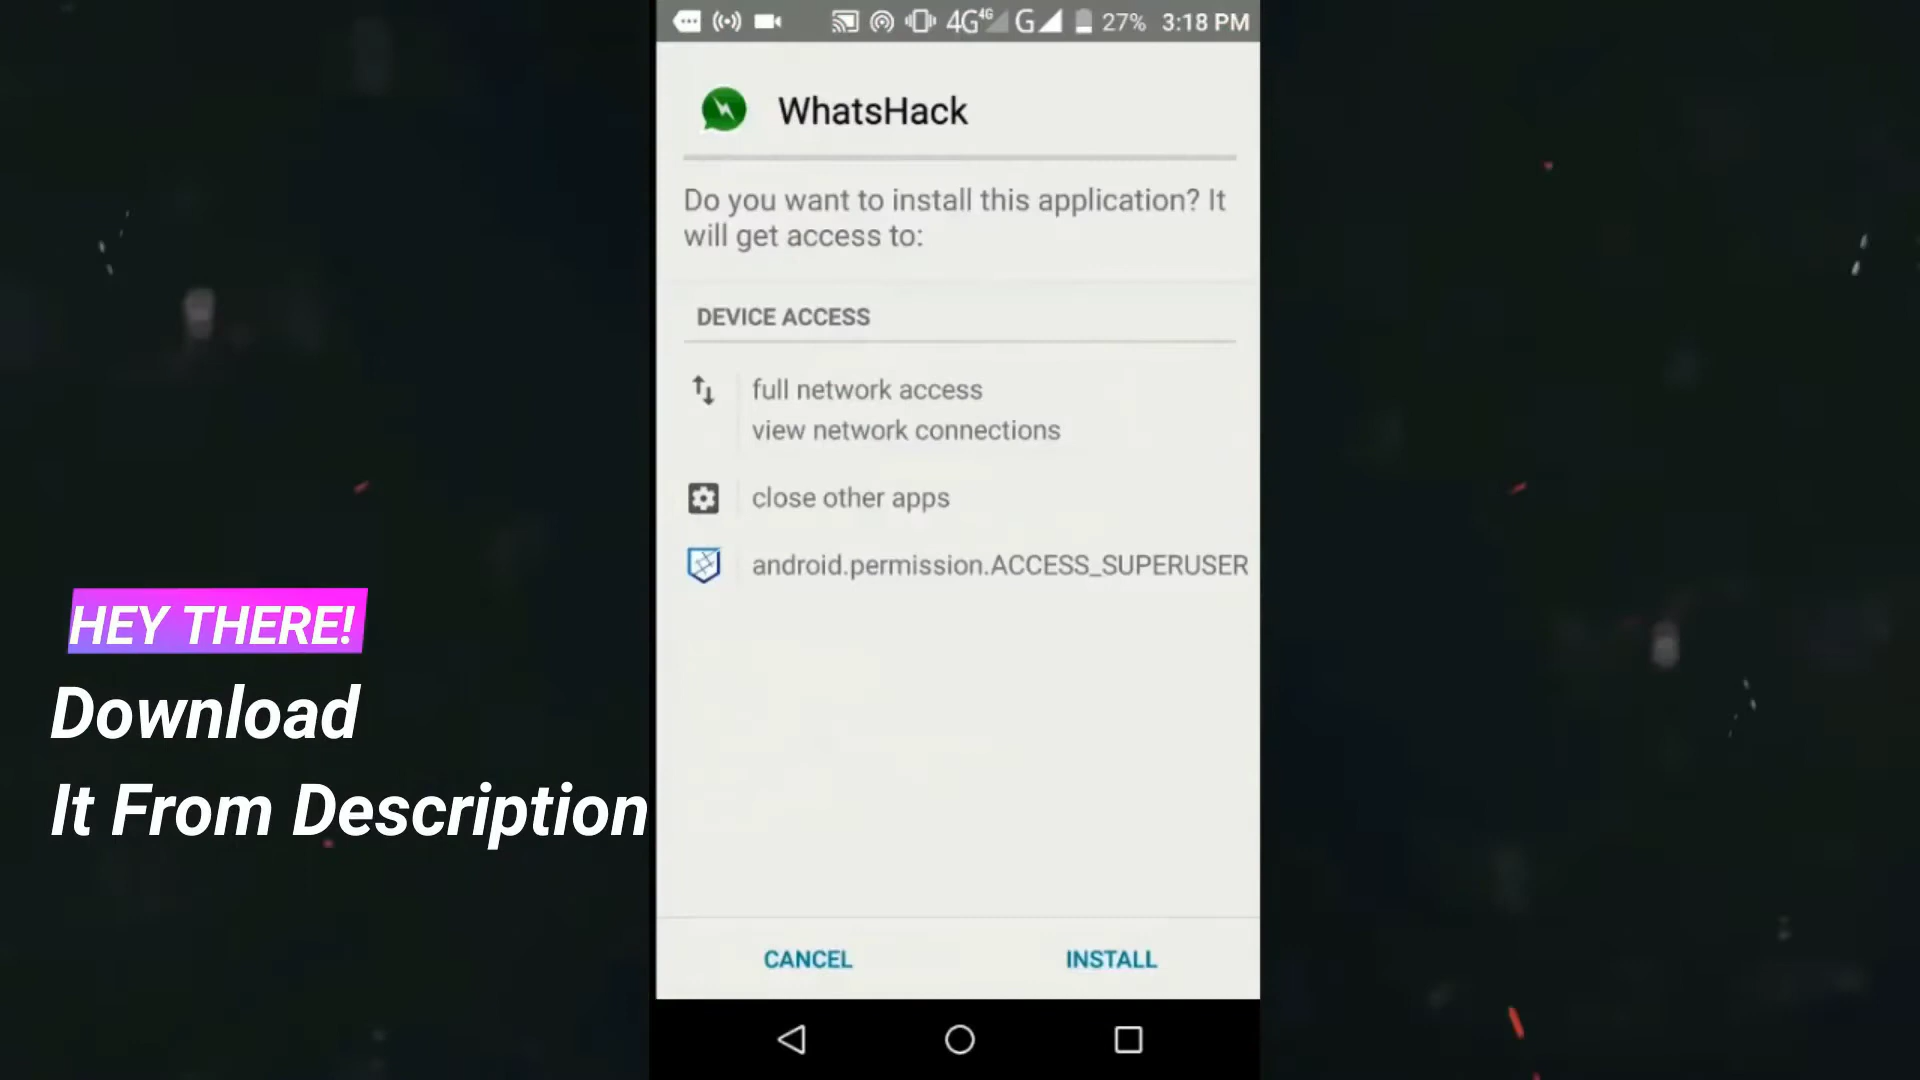 4G 4G G 27% 3:18 PM
WhatsHack
Do you want to install this application? It
will get access to:
DEVICE ACCESS
full network access
view network connections
close other apps
android.permission.ACCESS_SUPERUSER
HEY THERE!
Download
It From Description
CANCEL INSTALL